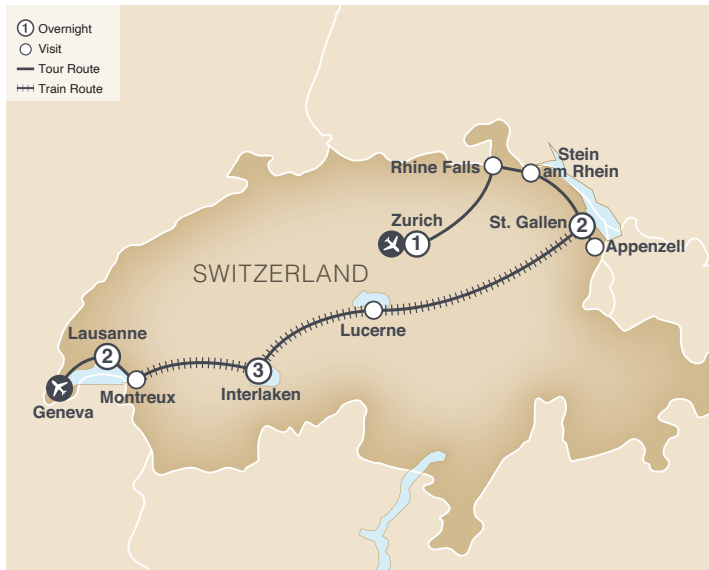 1 Overnight
Visit
Tour Route
Train Route
Stein
am Rhein
Rhine Falls
Zurich
1
St. Gallen 2
Appenzell
SWITZERLAND
Lucerne
Lausanne
2
3
Interlaken
Montreux
Geneva